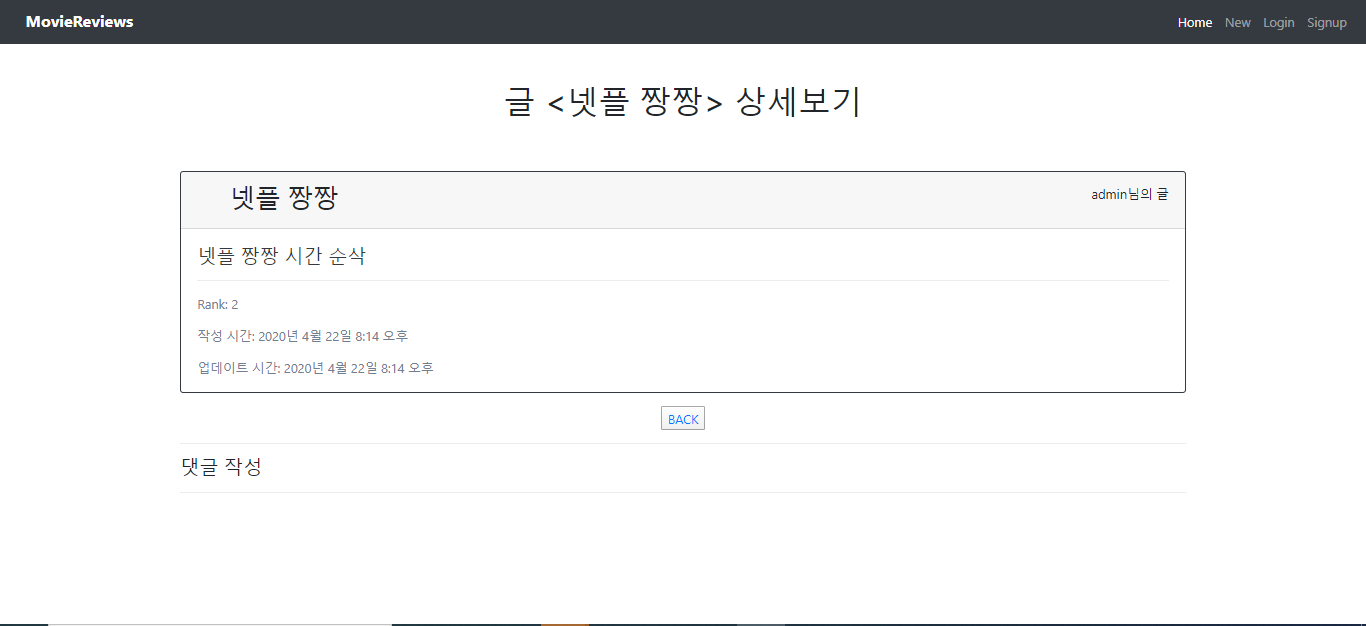 MovieReviews
Home New Login Signup
글 <넷플 짱짱> 상세보기
넷플 짱짱
admin님의 글
넷플 짱짱 시간 순삭
Rank: 2
작성 시간: 2020년 4월 22일 8:14 오후
업데이트 시간: 2020년 4월 22일 8:14 오후
BACK
댓글 작성